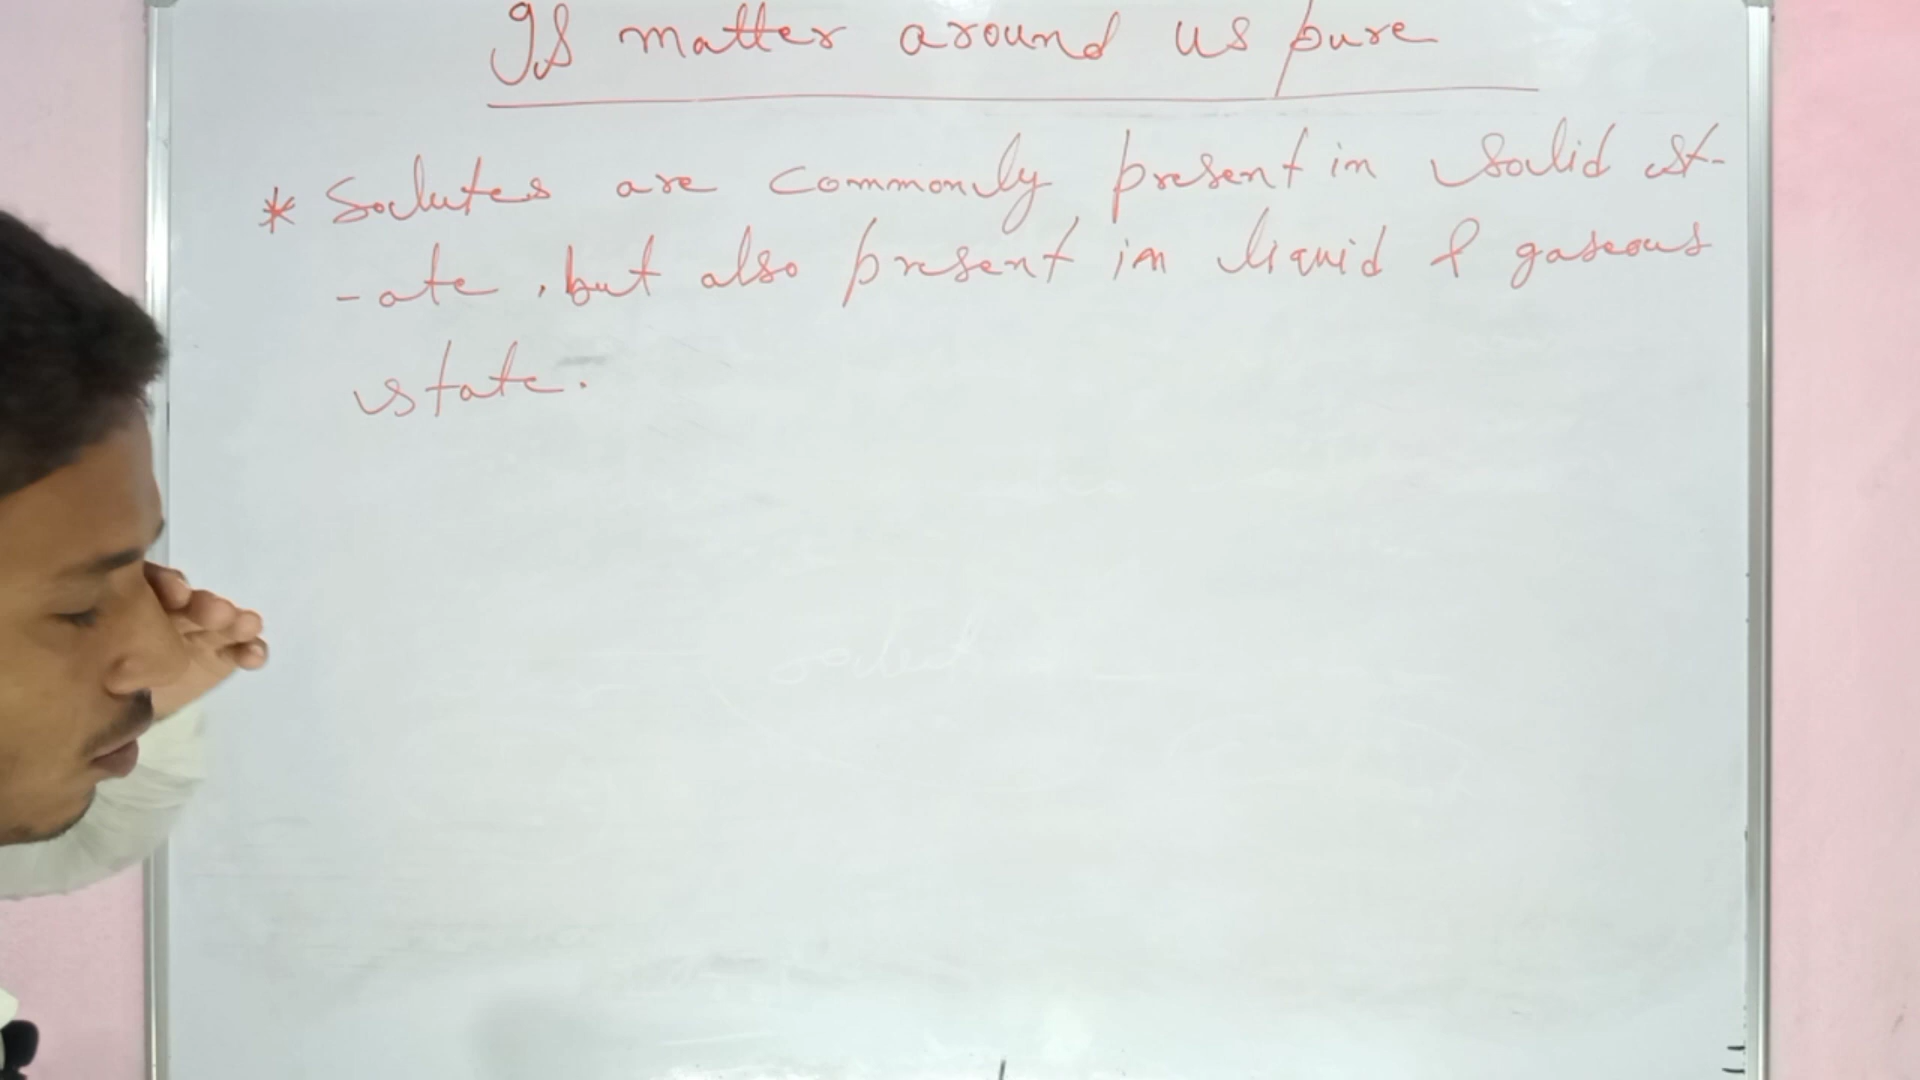 Is matter around us pure
* Solutes are commonly present in solid st-
-ate, but also present in liquid & gaseous
state.